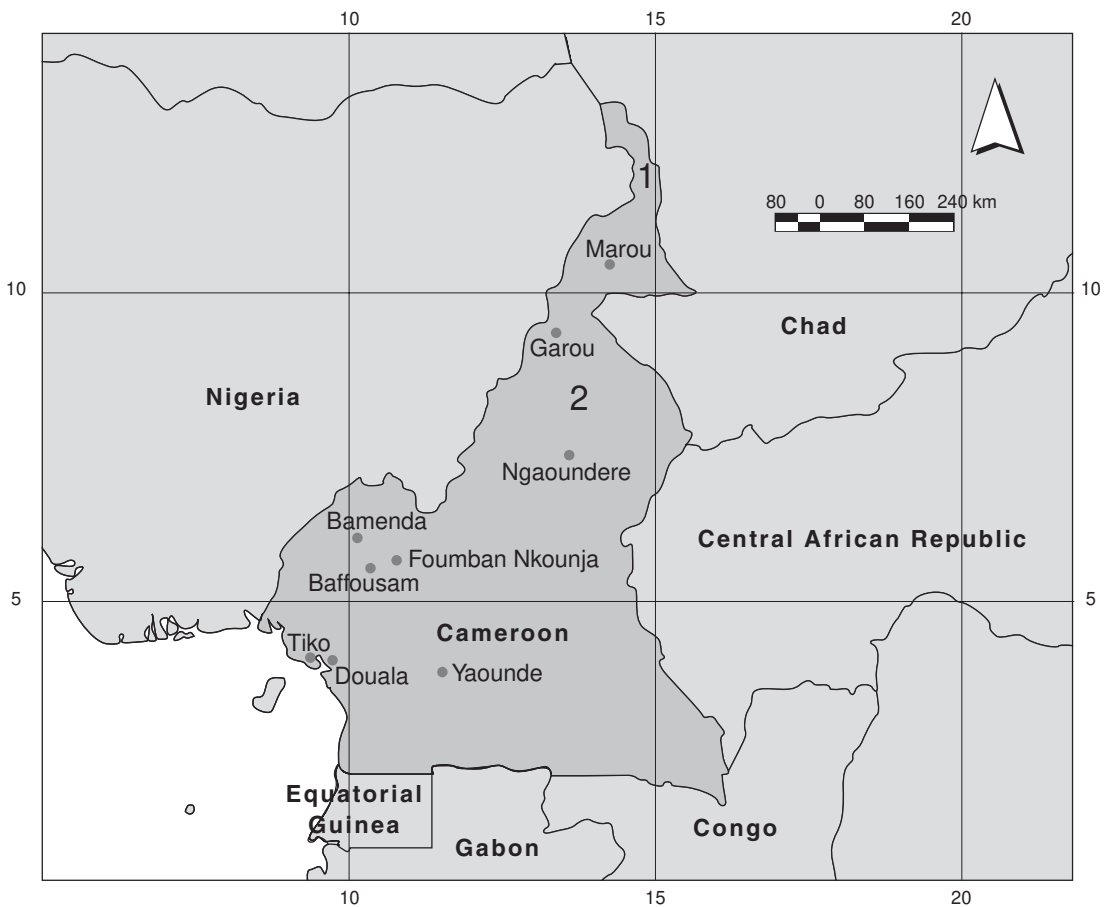 10 15 20
1
80 0 80 160 240 km
Marou
10 10
Chad
Garou
Nigeria
2
Ngaoundere
Bamenda
Central African Republic
Foumban Nkounja
Baffousam
5 5
Cameroon
Tiko
Yaounde
Douala
Equatorial
Guinea
Congo
Gabon
10 15 20